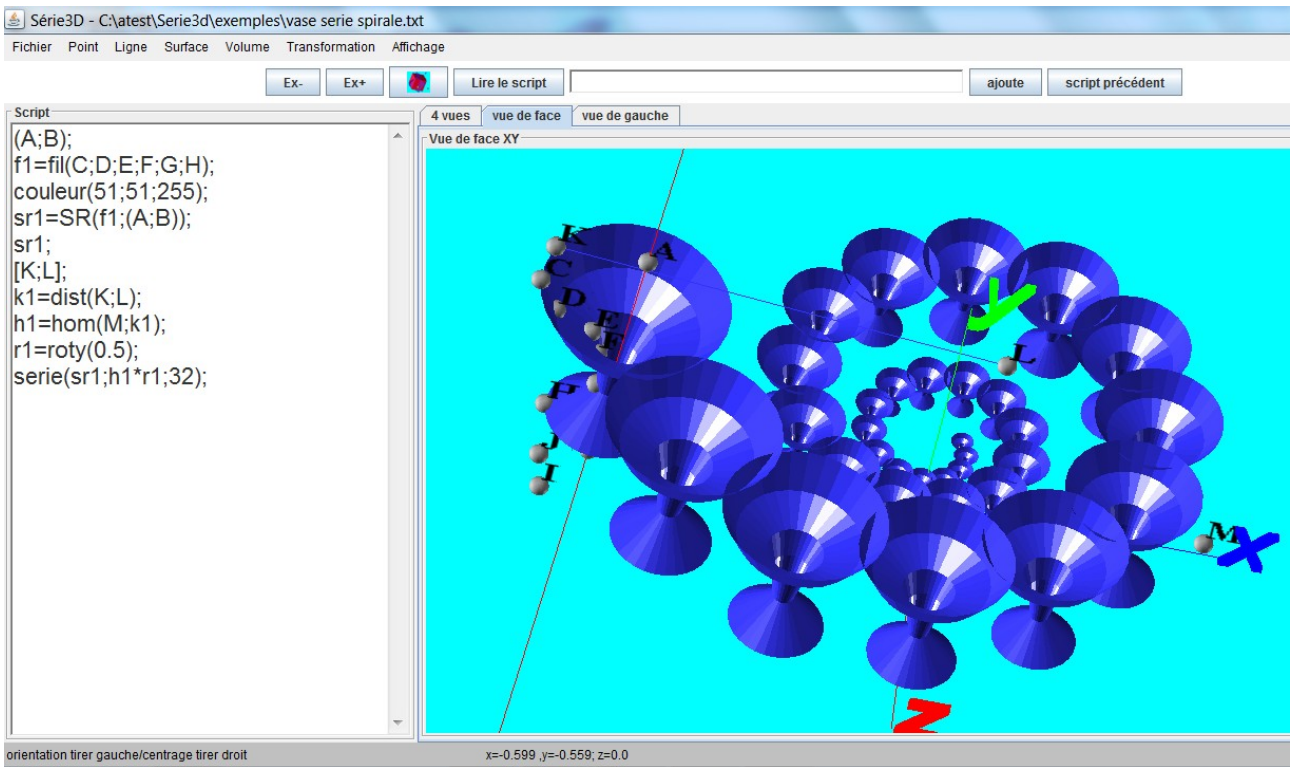 Série3D - C:\atest\Serie3d\exemples\vase serie spirale.txt
Fichier Point Ligne Surface Volume Transformation Affichage
Ex- Ex+ Lire le script ajoute script précédent
Script
(A;B);
f1=fil(C;D;E;F;G;H);
couleur(51;51;255);
sr1=SR(f1;(A;B));
sr1;
[K;L];
k1=dist(K;L);
h1=hom(M;k1);
r1=roty(0.5);
serie(sr1;h1*r1;32);
4 vues vue de face vue de gauche
Vue de face XY
K
A
C
D
E
F
y
L
P
J
I
M
X
Z
orientation tirer gauche/centrage tirer droit x=-0.599 ,y=-0.559; z=0.0